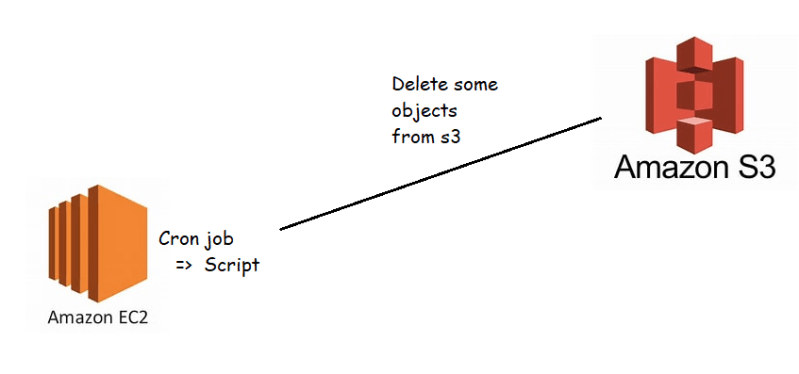 Delete some
objects
from s3
Amazon S3
Cron job
=> Script
Amazon EC2